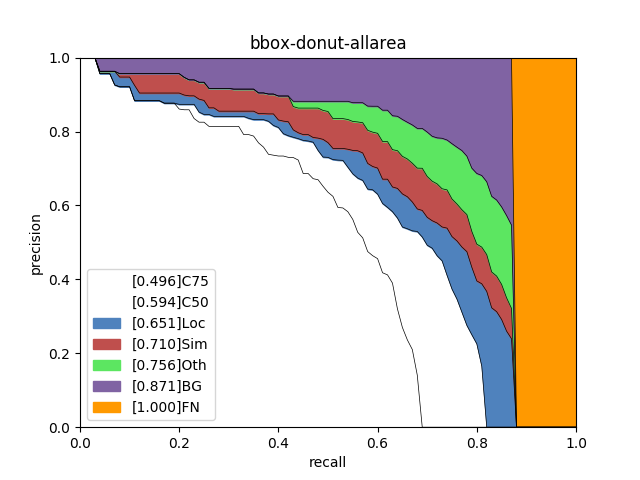 bbox-donut-allarea
precision
1.0
0.8
0.6
0.4
0.2
0.0
[0.496]C75
[0.594]C50
[0.651]Loc
[0.710]Sim
[0.756]Oth
[0.871]BG
[1.000]FN
0.0 0.2 0.4 0.6 0.8 1.0
recall